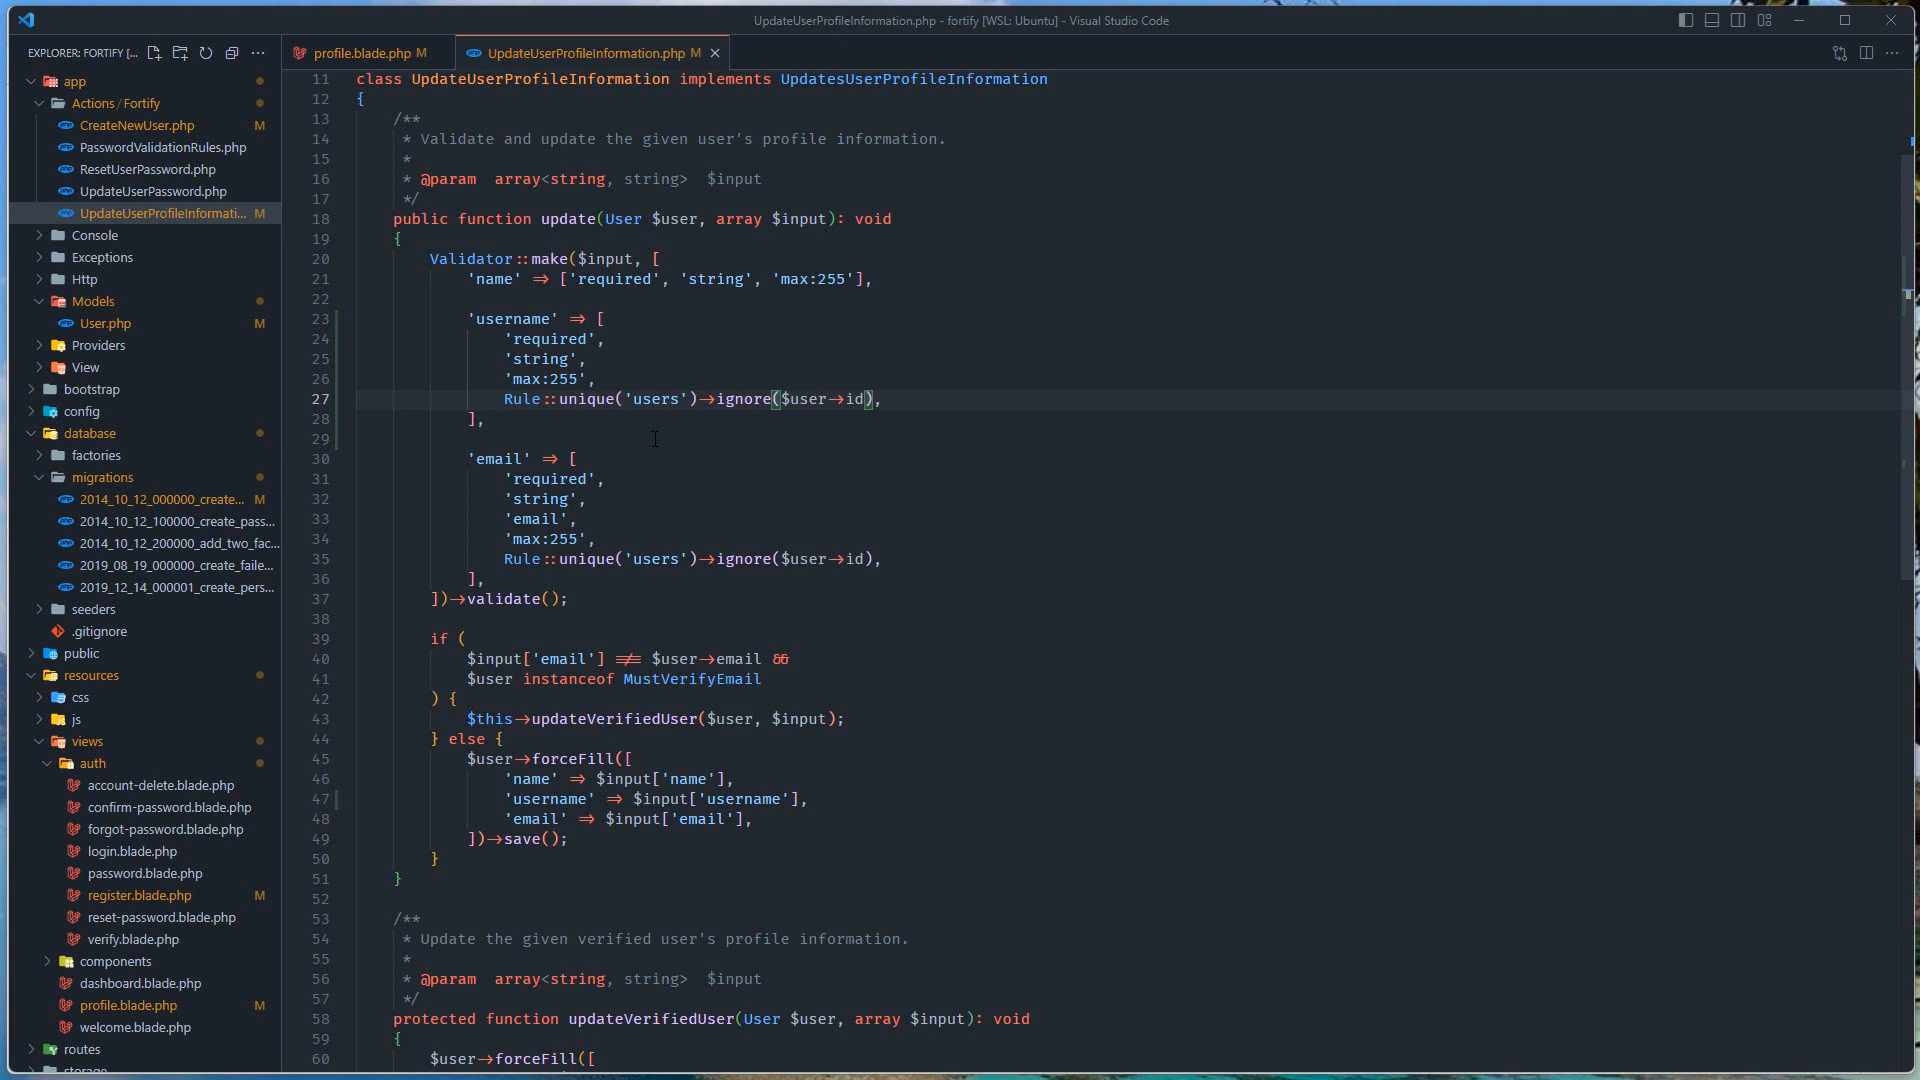 UpdateUserProfileInformation.php - fortify [WSL: Ubuntu] - Visual Studio Code
EXPLORER: FORTIFY [...
profile.blade.php M
UpdateUserProfileInformation.php M
app
Actions/Fortify
CreateNewUser.php M
PasswordValidationRules.php
ResetUserPassword.php
UpdateUserPassword.php
UpdateUserProfileInformati... M
Console
Exceptions
Http
Models
User.php M
Providers
View
bootstrap
config
database
factories
migrations
2014_10_12_000000_create... M
2014_10_12_100000_create_pass...
2014_10_12_200000_add_two_fac...
2019_08_19_000000_create_faile...
2019_12_14_000001_create_pers...
seeders
.gitignore
public
resources
css
js
views
auth
account-delete.blade.php
confirm-password.blade.php
forgot-password.blade.php
login.blade.php
password.blade.php
register.blade.php M
reset-password.blade.php
verify.blade.php
components
dashboard.blade.php
profile.blade.php M
welcome.blade.php
routes
storage
11 class UpdateUserProfileInformation implements UpdatesUserProfileInformation
12 {
13 /**
14 * Validate and update the given user's profile information.
15 *
16 * @param  array<string, string>  $input
17 */
18 public function update(User $user, array $input): void
19 {
20 Validator::make($input, [
21 'name' => ['required', 'string', 'max:255'],
22
23 'username' => [
24 'required',
25 'string',
26 'max:255',
27 Rule::unique('users')->ignore($user->id),
28 ],
29
30 'email' => [
31 'required',
32 'string',
33 'email',
34 'max:255',
35 Rule::unique('users')->ignore($user->id),
36 ],
37 ])->validate();
38
39 if (
40 $input['email'] !== $user->email &&
41 $user instanceof MustVerifyEmail
42 ) {
43 $this->updateVerifiedUser($user, $input);
44 } else {
45 $user->forceFill([
46 'name' => $input['name'],
47 'username' => $input['username'],
48 'email' => $input['email'],
49 ])->save();
50 }
51 }
52
53 /**
54 * Update the given verified user's profile information.
55 *
56 * @param  array<string, string>  $input
57 */
58 protected function updateVerifiedUser(User $user, array $input): void
59 {
60 $user->forceFill([